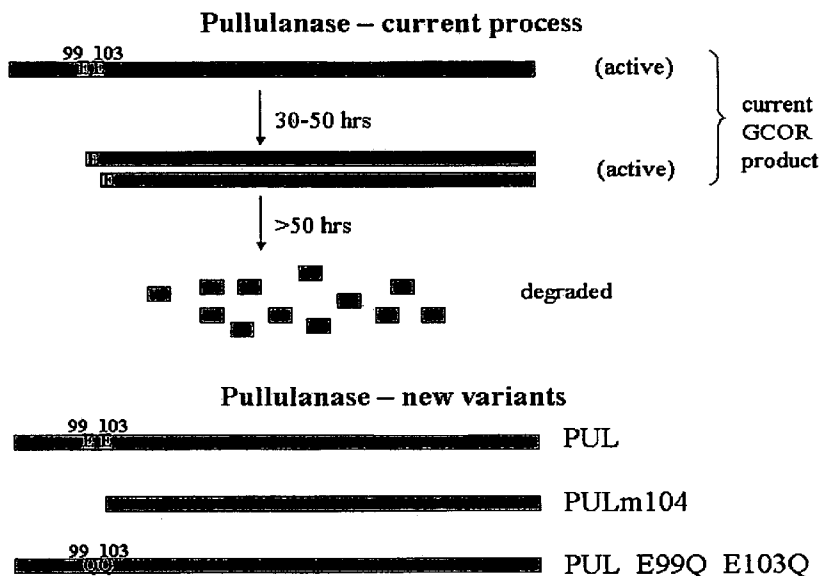 Pullulanase – current process
99 103
E E
(active)
30-50 hrs
current
GCOR
product
E
E
(active)
>50 hrs
degraded
Pullulanase – new variants
99 103
E E
PUL
PULm104
99 103
QQ
PUL E99Q E103Q